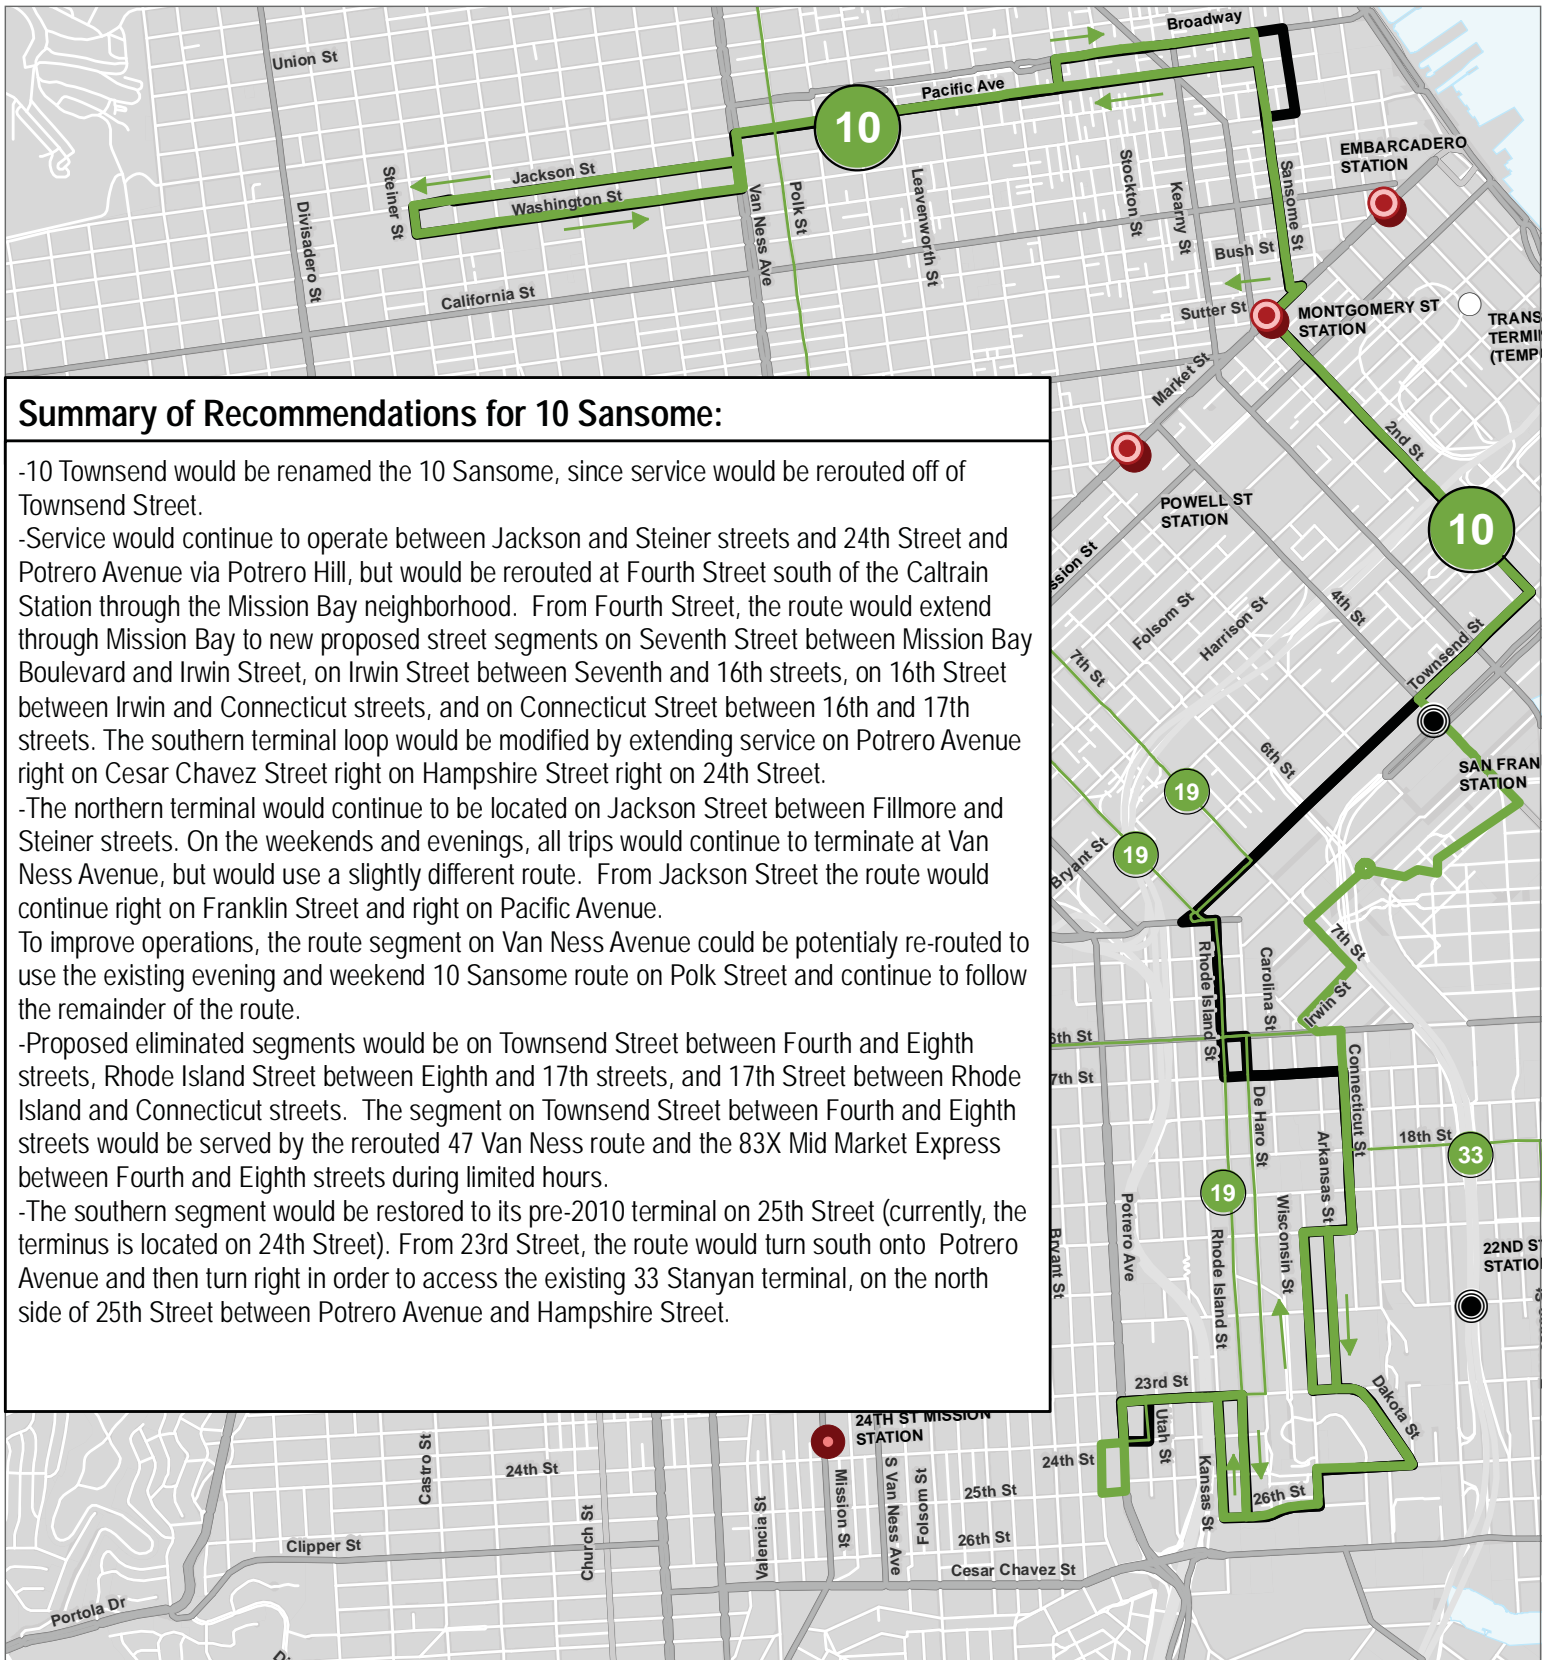 Broadway
Union St
Pacific Ave
10
EMBARCADERO
STATION
Steiner St
Jackson St
Washington St
Divisadero St
Van Ness Ave
Polk St
Leavenworth St
Stockton St
Kearny St
Sansome St
Bush St
California St
Sutter St
MONTGOMERY ST
STATION
TRANS
TERMI
(TEMP
Market St
2nd St
POWELL ST
STATION
10
ssion St
Folsom St
Harrison St
4th St
Townsend St
7th St
6th St
SAN FRAN
STATION
19
19
Bryant St
7th St
Irwin St
Rhode Island St
Carolina St
6th St
7th St
Connecticut St
De Haro St
Arkansas St
18th St
33
19
Potrero Ave
Wisconsin St
Rhode Island St
Bryant St
22ND S
STATIO
23rd St
Dakota St
Utah St
24th St
Kansas St
26th St
Summary of Recommendations for 10 Sansome:
-10 Townsend would be renamed the 10 Sansome, since service would be rerouted off of
Townsend Street.
-Service would continue to operate between Jackson and Steiner streets and 24th Street and
Potrero Avenue via Potrero Hill, but would be rerouted at Fourth Street south of the Caltrain
Station through the Mission Bay neighborhood.  From Fourth Street, the route would extend
through Mission Bay to new proposed street segments on Seventh Street between Mission Bay
Boulevard and Irwin Street, on Irwin Street between Seventh and 16th streets, on 16th Street
between Irwin and Connecticut streets, and on Connecticut Street between 16th and 17th
streets. The southern terminal loop would be modified by extending service on Potrero Avenue
right on Cesar Chavez Street right on Hampshire Street right on 24th Street.
-The northern terminal would continue to be located on Jackson Street between Fillmore and
Steiner streets. On the weekends and evenings, all trips would continue to terminate at Van
Ness Avenue, but would use a slightly different route.  From Jackson Street the route would
continue right on Franklin Street and right on Pacific Avenue.
To improve operations, the route segment on Van Ness Avenue could be potentialy re-routed to
use the existing evening and weekend 10 Sansome route on Polk Street and continue to follow
the remainder of the route.
-Proposed eliminated segments would be on Townsend Street between Fourth and Eighth
streets, Rhode Island Street between Eighth and 17th streets, and 17th Street between Rhode
Island and Connecticut streets.  The segment on Townsend Street between Fourth and Eighth
streets would be served by the rerouted 47 Van Ness route and the 83X Mid Market Express
between Fourth and Eighth streets during limited hours.
-The southern segment would be restored to its pre-2010 terminal on 25th Street (currently, the
terminus is located on 24th Street). From 23rd Street, the route would turn south onto  Potrero
Avenue and then turn right in order to access the existing 33 Stanyan terminal, on the north
side of 25th Street between Potrero Avenue and Hampshire Street.
24TH ST MISSION
STATION
Castro St
24th St
Church St
Valencia St
Mission St
S Van Ness Ave
Folsom St
25th St
26th St
Cesar Chavez St
Clipper St
Portola Dr